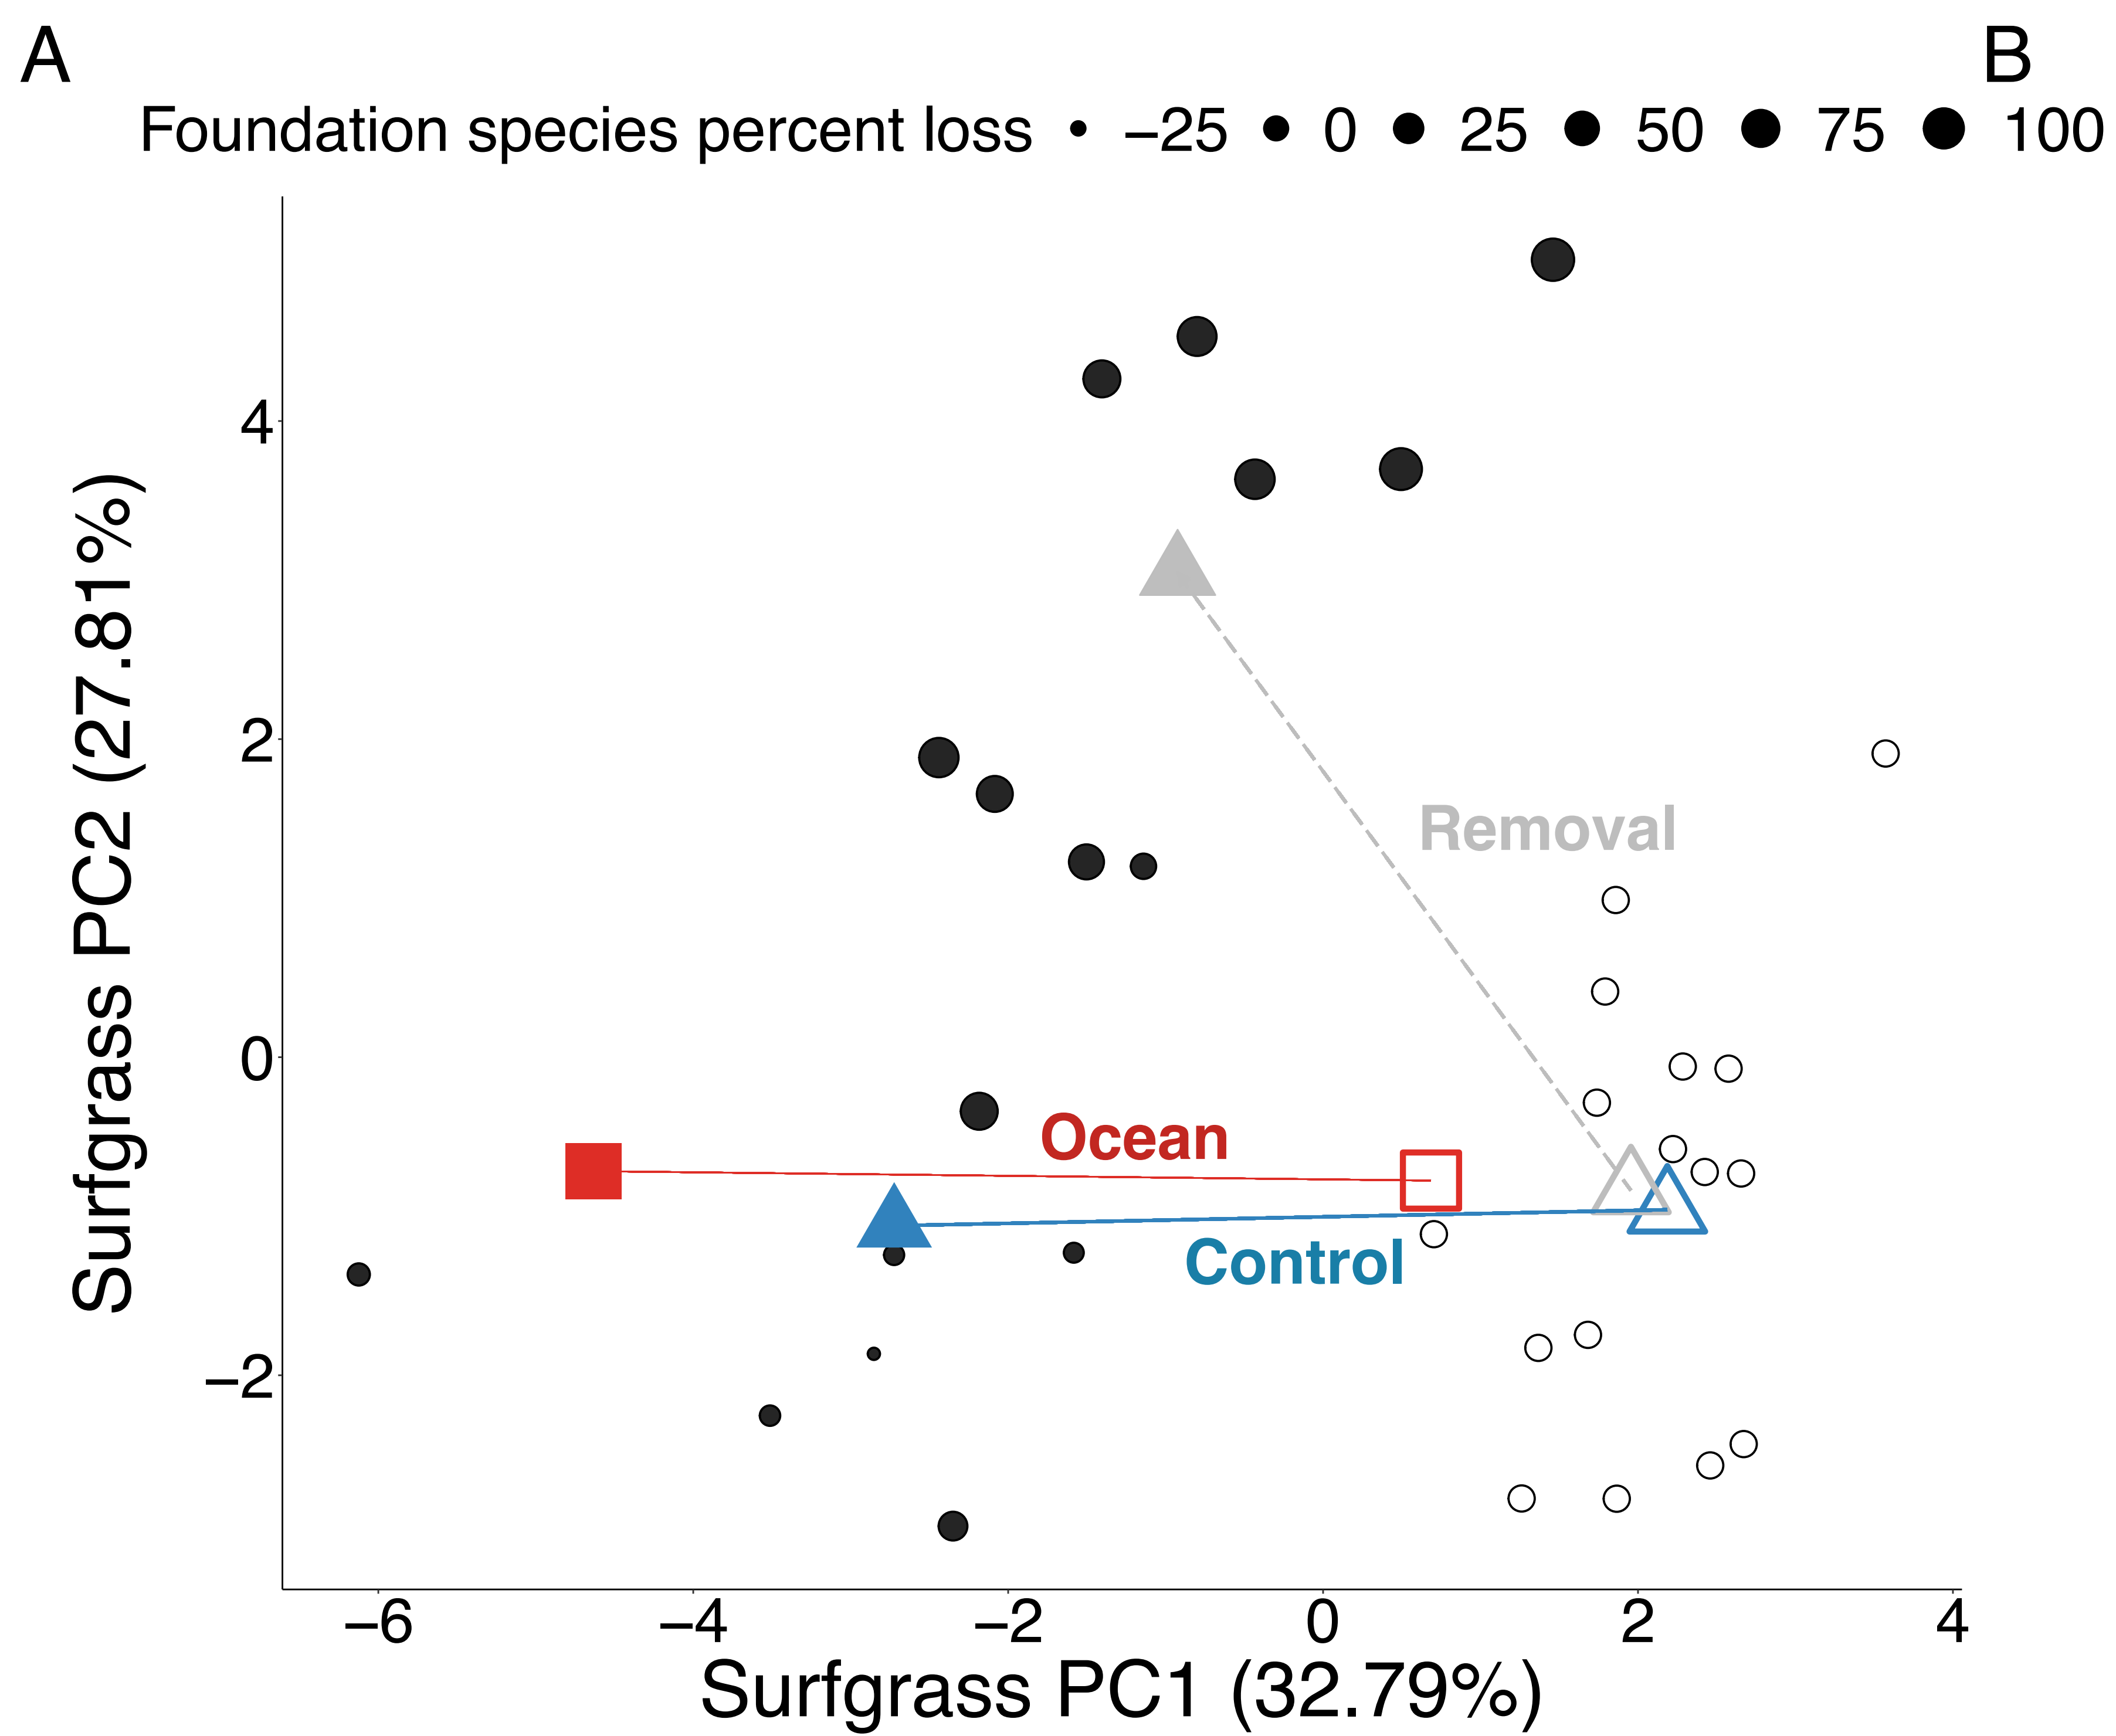 A B
Foundation species percent loss −25 0 25 50 75 100
Surfgrass PC2 (27.81%)
4
2
0
−2
Removal
Ocean
Control
−6 −4 −2 0 2 4
Surfgrass PC1 (32.79%)